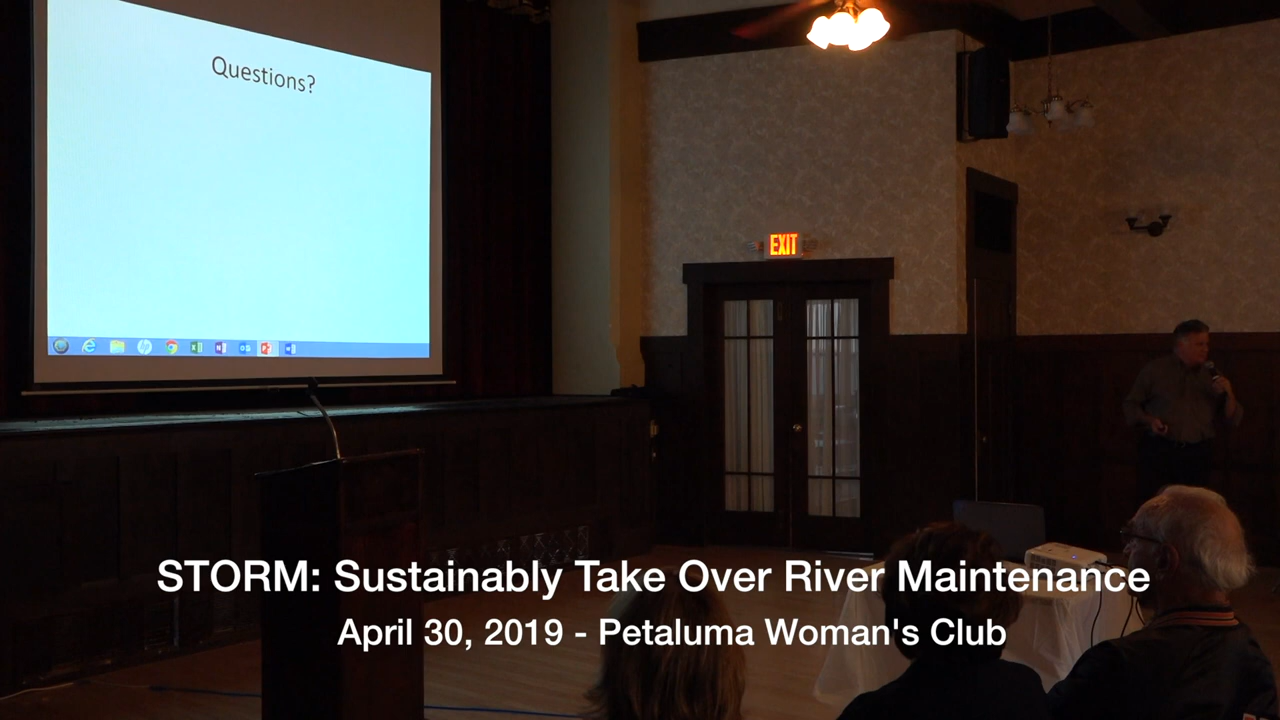 Questions?
EXIT
STORM: Sustainably Take Over River Maintenance
April 30, 2019 - Petaluma Woman's Club